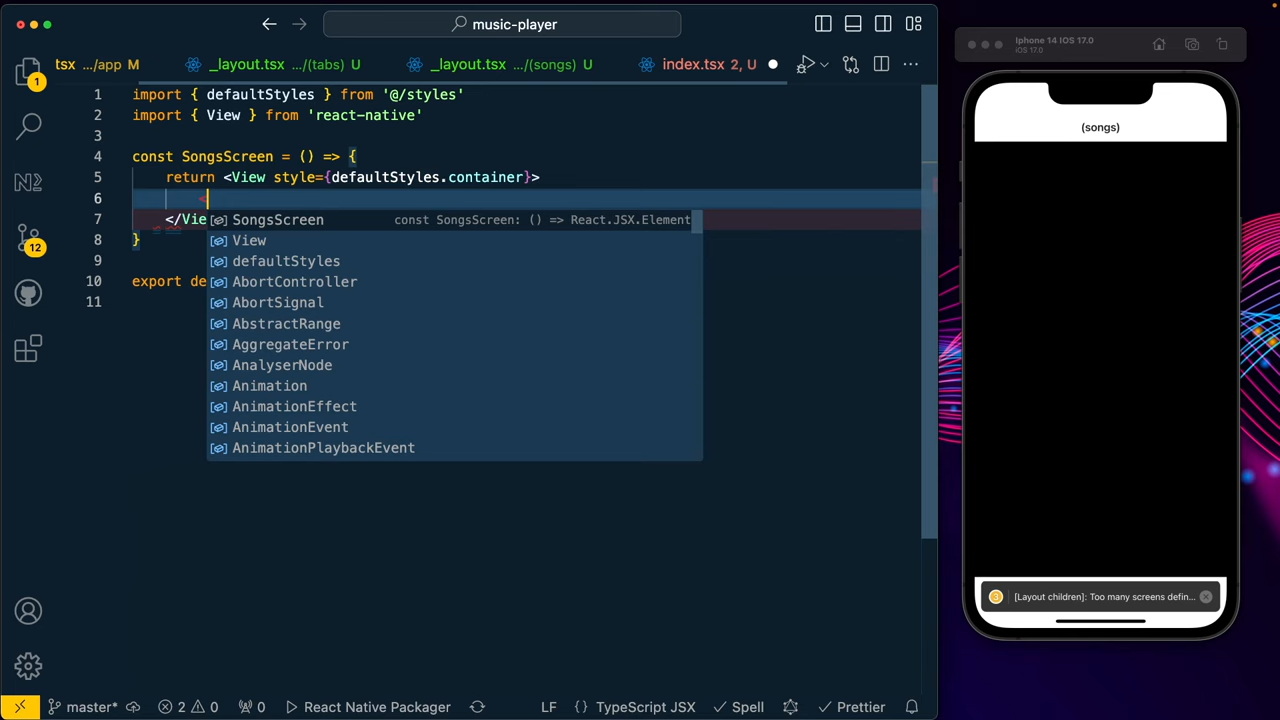 music-player
tsx .../app M
_layout.tsx .../(tabs) U
_layout.tsx .../(songs) U
index.tsx 2, U
1 import { defaultStyles } from '@/styles'
2 import { View } from 'react-native'
3
4 const SongsScreen = () => {
5 return <View style={defaultStyles.container}>
6 <
7 </Vie
8 }
9
10 export de
11
SongsScreen const SongsScreen: () => React.JSX.Element
View
defaultStyles
AbortController
AbortSignal
AbstractRange
AggregateError
AnalyserNode
Animation
AnimationEffect
AnimationEvent
AnimationPlaybackEvent
1
12
master* 2 0 0 React Native Packager LF {} TypeScript JSX Spell Prettier
Iphone 14 IOS 17.0
iOS 17.0
(songs)
3 [Layout children]: Too many screens defin...